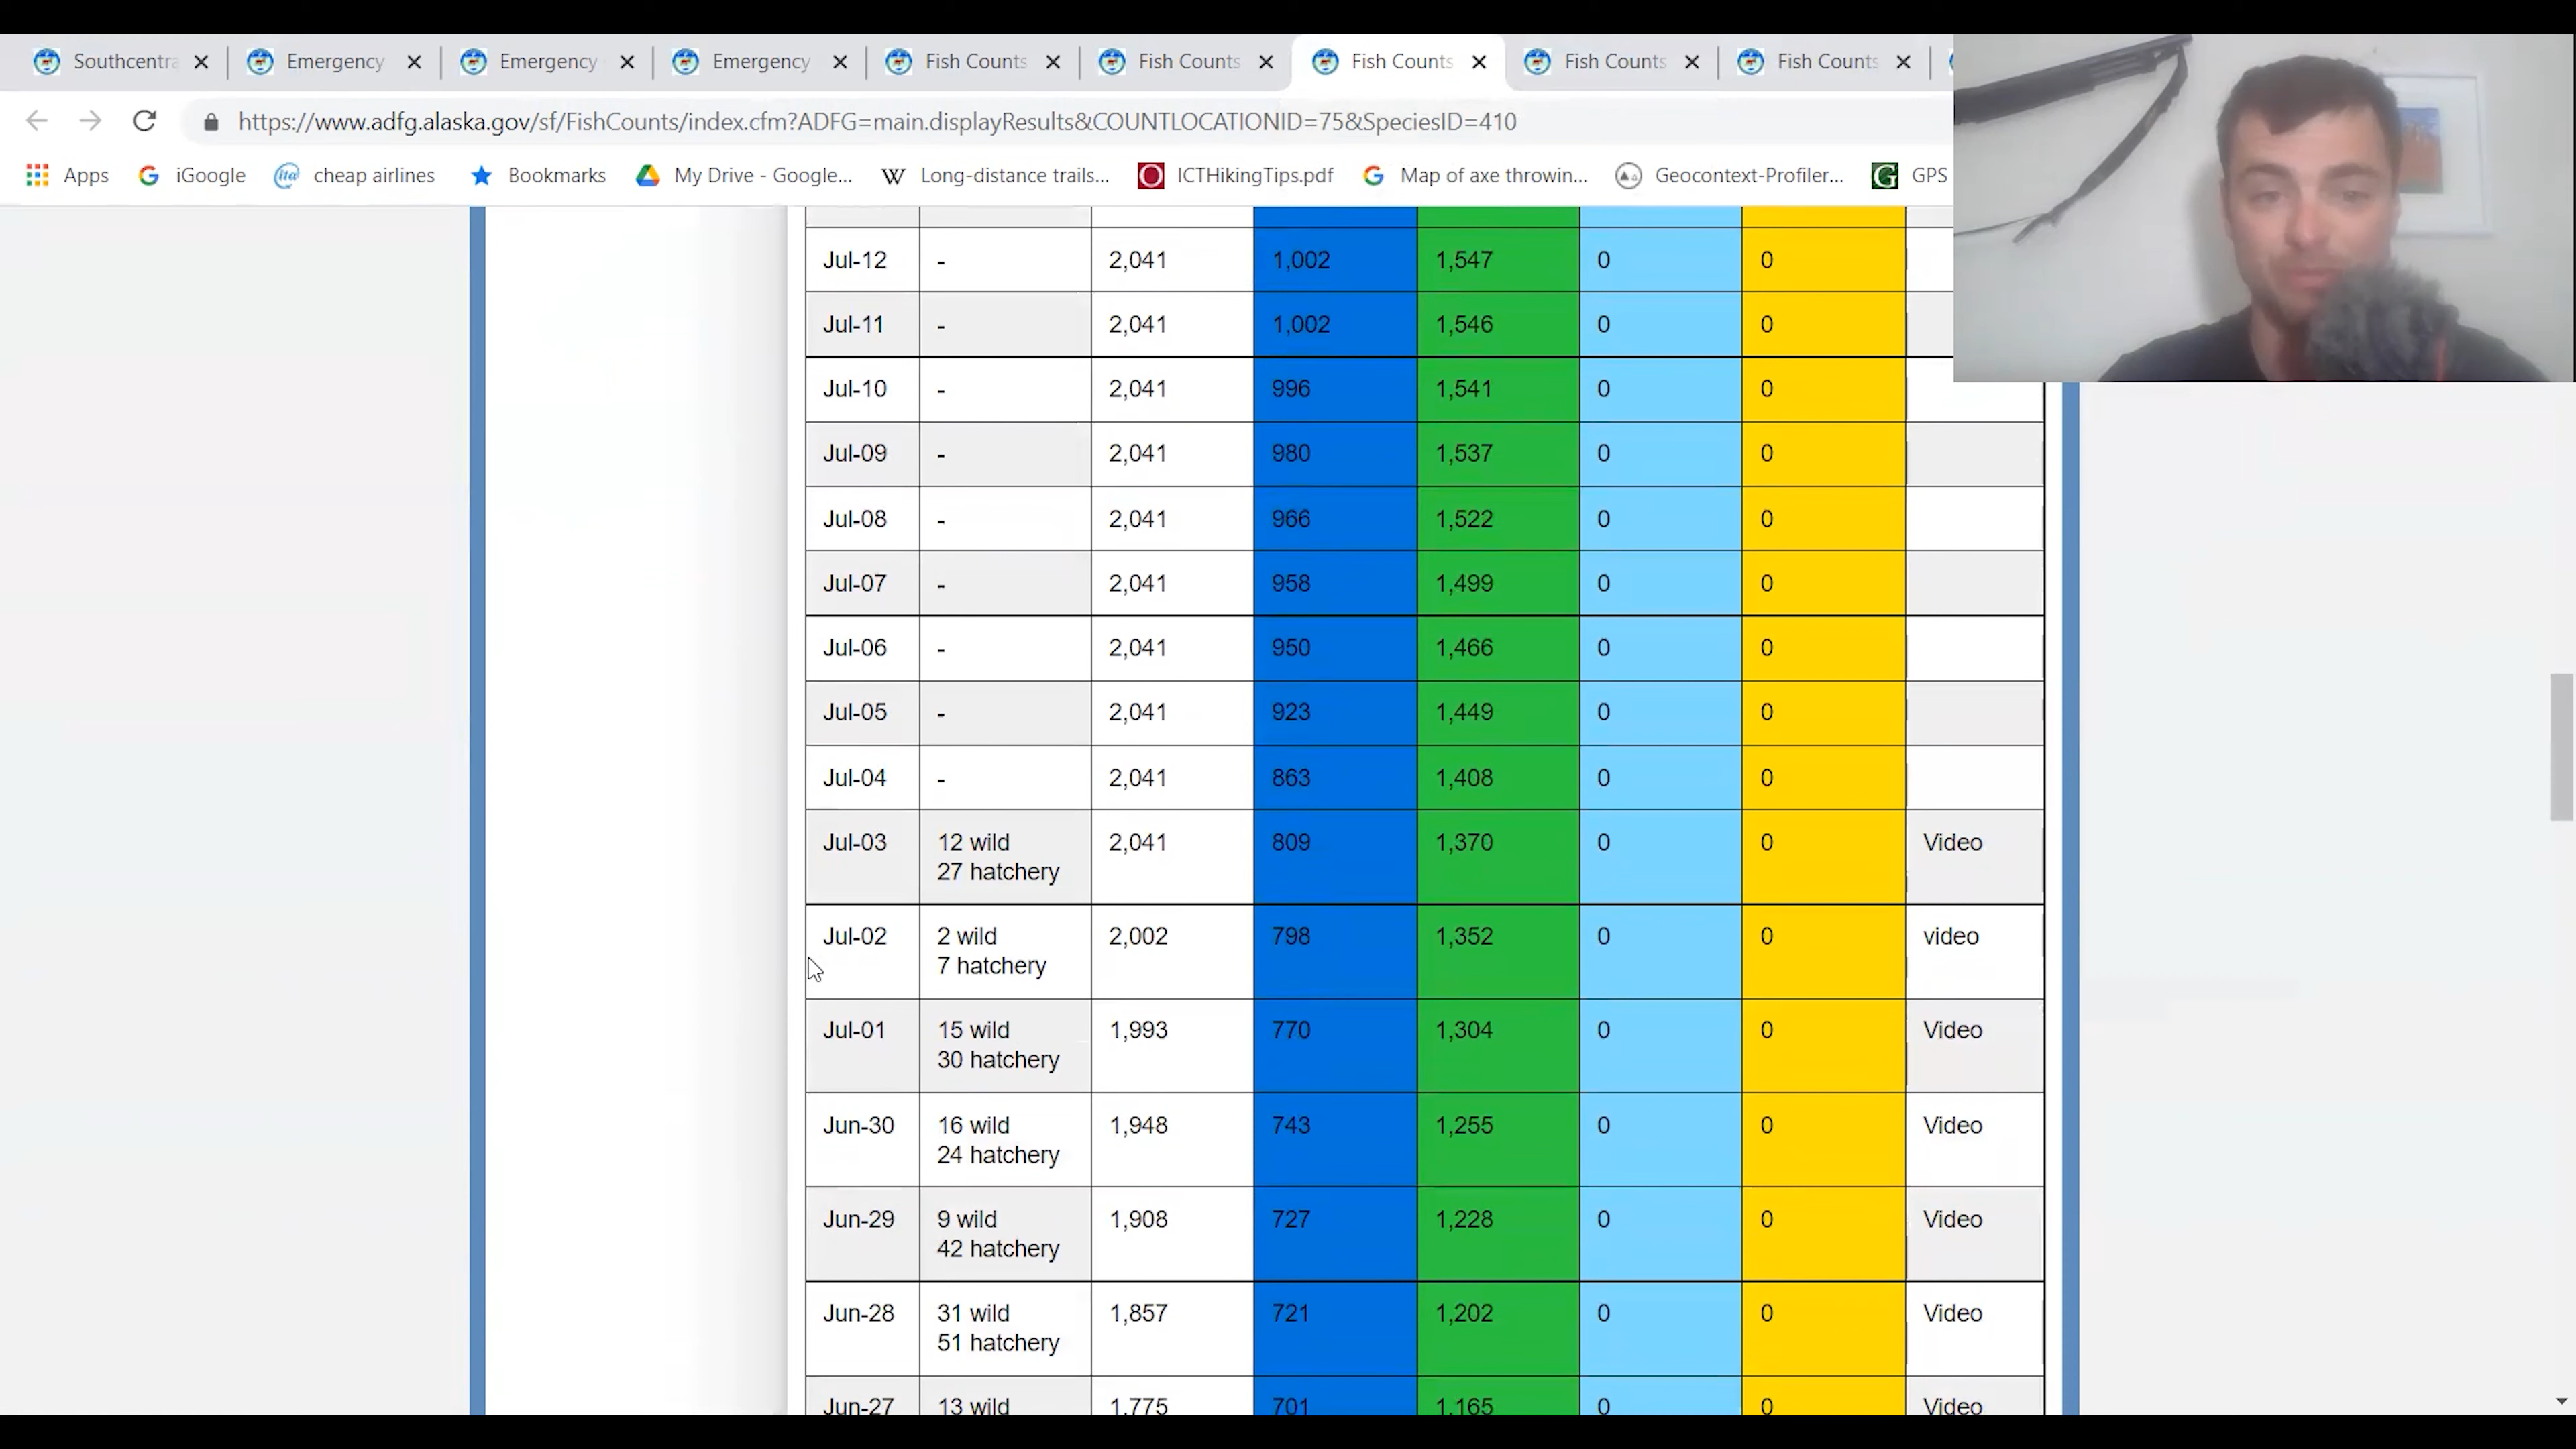 Southcentra Emergency Emergency Emergency Fish Counts Fish Counts Fish Counts Fish Counts Fish Counts
https://www.adfg.alaska.gov/sf/FishCounts/index.cfm?ADFG=main.displayResults&COUNTLOCATIONID=75&SpeciesID=410
Apps iGoogle cheap airlines Bookmarks My Drive - Google... Long-distance trails... ICTHikingTips.pdf Map of axe throwin... Geocontext-Profiler... GPS
Jul-12 - 2,041 1,002 1,547 0 0
Jul-11 - 2,041 1,002 1,546 0 0
Jul-10 - 2,041 996 1,541 0 0
Jul-09 - 2,041 980 1,537 0 0
Jul-08 - 2,041 966 1,522 0 0
Jul-07 - 2,041 958 1,499 0 0
Jul-06 - 2,041 950 1,466 0 0
Jul-05 - 2,041 923 1,449 0 0
Jul-04 - 2,041 863 1,408 0 0
Jul-03 12 wild 2,041 809 1,370 0 0 Video
27 hatchery
Jul-02 2 wild 2,002 798 1,352 0 0 video
7 hatchery
Jul-01 15 wild 1,993 770 1,304 0 0 Video
30 hatchery
Jun-30 16 wild 1,948 743 1,255 0 0 Video
24 hatchery
Jun-29 9 wild 1,908 727 1,228 0 0 Video
42 hatchery
Jun-28 31 wild 1,857 721 1,202 0 0 Video
51 hatchery
Jun-27 13 wild 1,775 701 1,165 0 0 Video